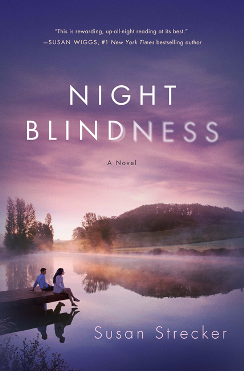 "This is rewarding, up-all-night reading at its best."
—SUSAN WIGGS, #1 New York Times bestselling author
NIGHT
BLINDNESS
A Novel
Susan Strecker